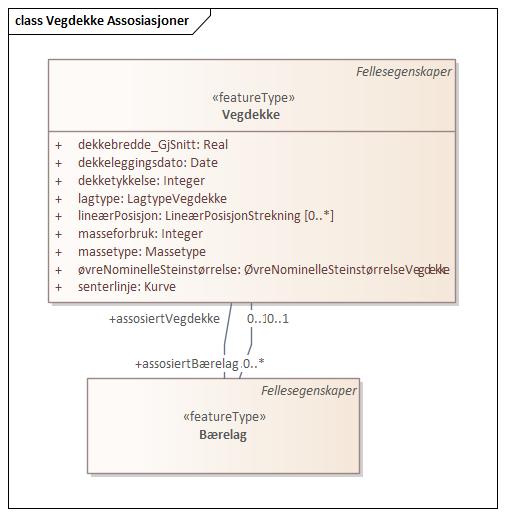 class Vegdekke Assosiasjoner
Fellesegenskaper
«featureType»
Vegdekke
+ dekkebredde_GjSnitt: Real
+ dekkeleggingsdato: Date
+ dekketykkelse: Integer
+ lagtype: LagtypeVegdekke
+ lineærPosisjon: LineærPosisjonStrekning [0..*]
+ masseforbruk: Integer
+ massetype: Massetype
+ øvreNominelleSteinstørrelse: ØvreNominelleSteinstørrelseVegdekke
+ senterlinje: Kurve
+assosiertVegdekke 0..1 0..1
+assosiertBærelag 0..*
Fellesegenskaper
«featureType»
Bærelag